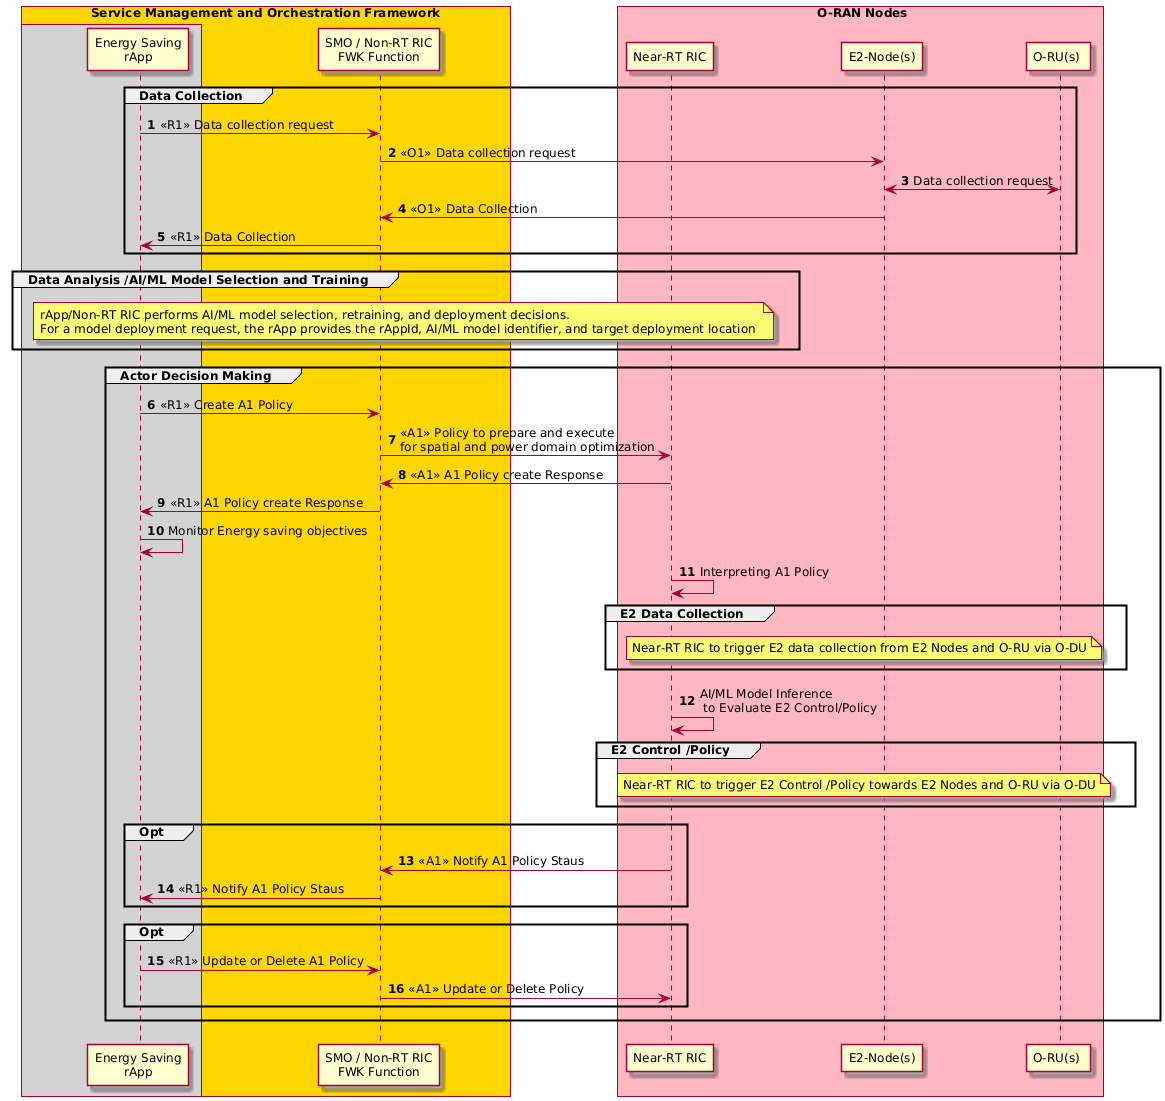 Service Management and Orchestration Framework
O-RAN Nodes
Energy Saving
rApp
SMO / Non-RT RIC
FWK Function
Near-RT RIC
E2-Node(s)
O-RU(s)
Data Collection
1 «R1» Data collection request
2 «O1» Data collection request
3 Data collection request
4 «O1» Data Collection
5 «R1» Data Collection
Data Analysis /AI/ML Model Selection and Training
rApp/Non-RT RIC performs AI/ML model selection, retraining, and deployment decisions.
For a model deployment request, the rApp provides the rAppId, AI/ML model identifier, and target deployment location
Actor Decision Making
6 «R1» Create A1 Policy
7 «A1» Policy to prepare and execute
for spatial and power domain optimization
8 «A1» A1 Policy create Response
9 «R1» A1 Policy create Response
10 Monitor Energy saving objectives
11 Interpreting A1 Policy
E2 Data Collection
Near-RT RIC to trigger E2 data collection from E2 Nodes and O-RU via O-DU
12 AI/ML Model Inference
to Evaluate E2 Control/Policy
E2 Control /Policy
Near-RT RIC to trigger E2 Control /Policy towards E2 Nodes and O-RU via O-DU
Opt
13 «A1» Notify A1 Policy Staus
14 «R1» Notify A1 Policy Staus
Opt
15 «R1» Update or Delete A1 Policy
16 «A1» Update or Delete Policy
Energy Saving
rApp
SMO / Non-RT RIC
FWK Function
Near-RT RIC
E2-Node(s)
O-RU(s)